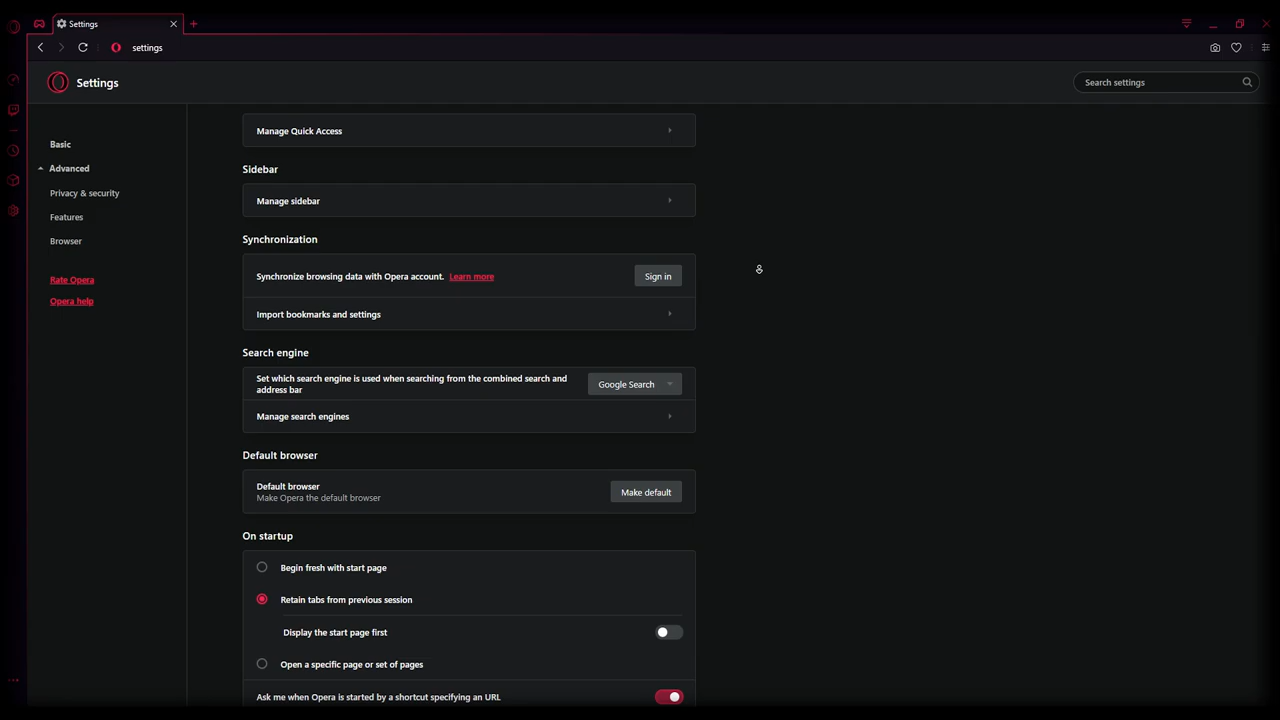 Settings
settings
Settings
Search settings
Basic
Advanced
Privacy & security
Features
Browser
Rate Opera
Opera help
Manage Quick Access
Sidebar
Manage sidebar
Synchronization
Synchronize browsing data with Opera account. Learn more
Sign in
Import bookmarks and settings
Search engine
Set which search engine is used when searching from the combined search and
address bar
Google Search
Manage search engines
Default browser
Default browser
Make Opera the default browser
Make default
On startup
Begin fresh with start page
Retain tabs from previous session
Display the start page first
Open a specific page or set of pages
Ask me when Opera is started by a shortcut specifying an URL